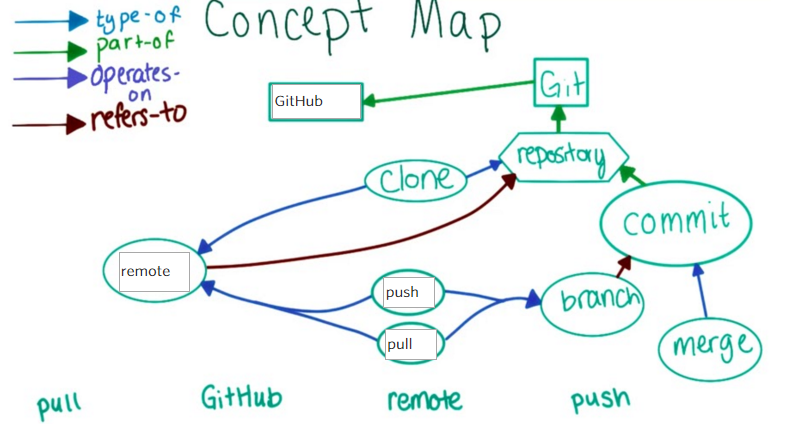 type-of
Concept Map
part-of
operates-
on
refers-to
Git
GitHub
repository
clone
commit
remote
push
branch
pull
merge
pull GitHub remote push